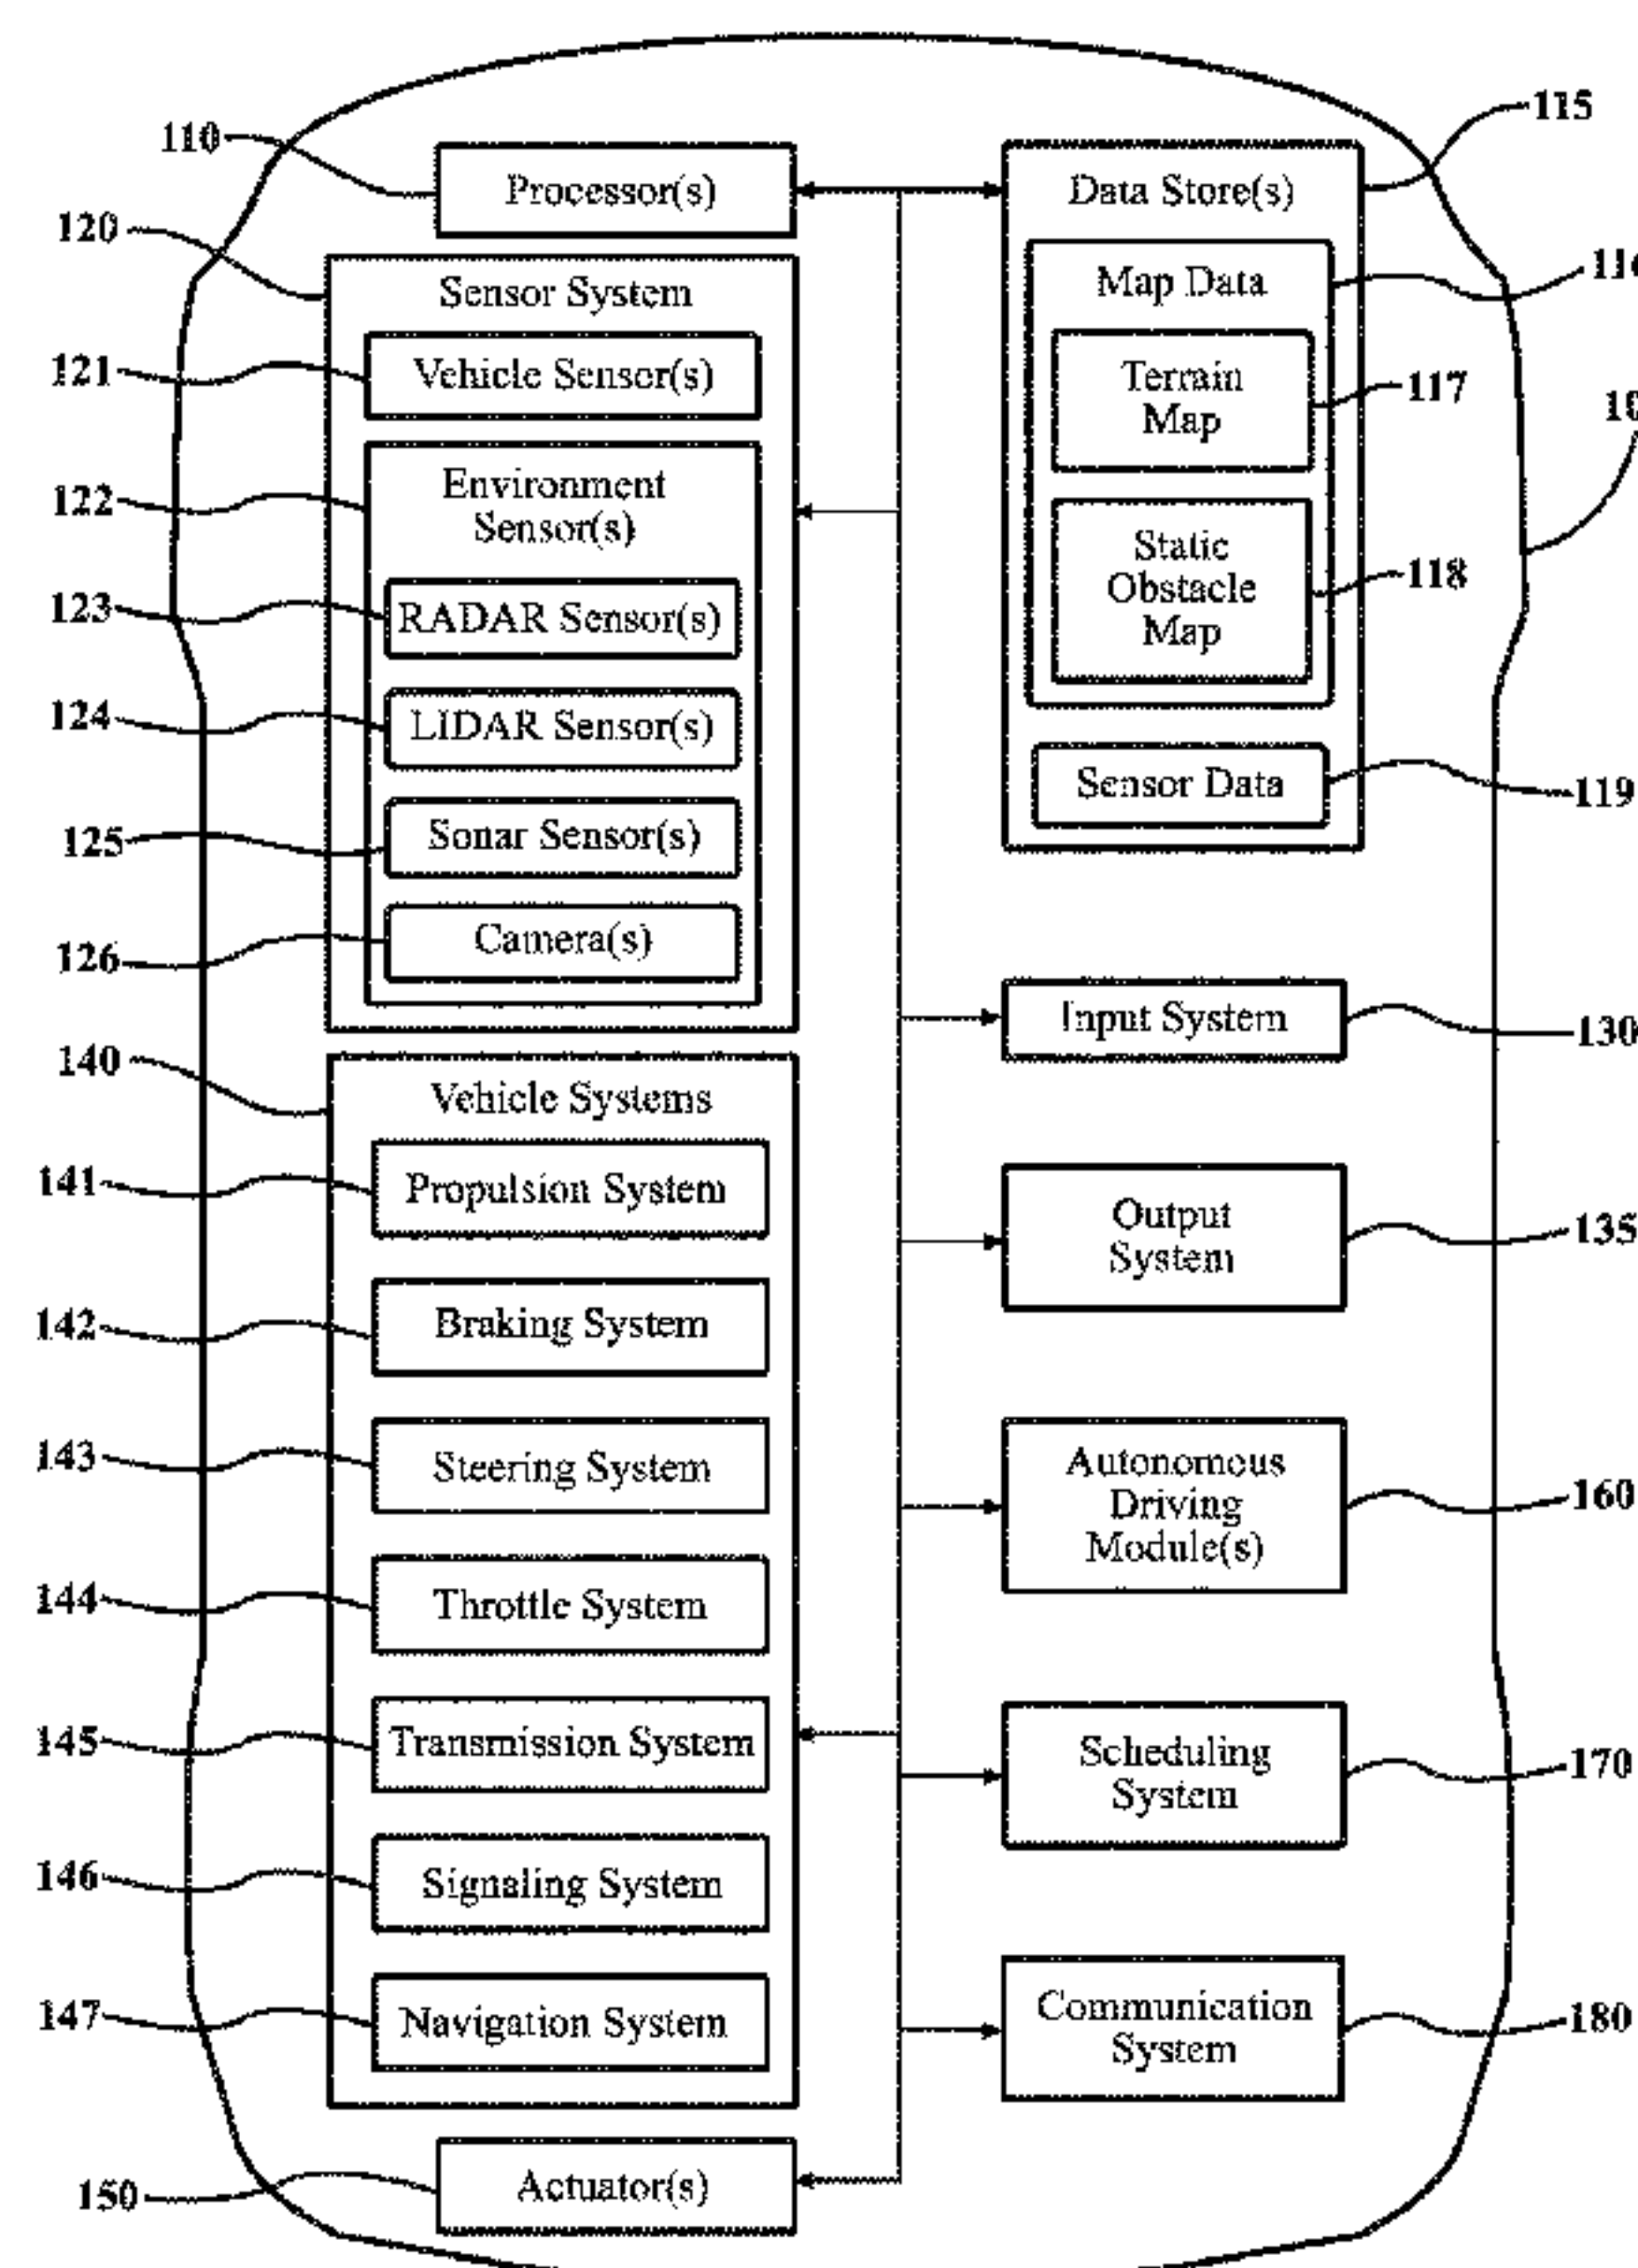 110
Processor(s)
120
Sensor System
121
Vehicle Sensor(s)
122
Environment
Sensor(s)
123
RADAR Sensor(s)
124
LIDAR Sensor(s)
125
Sonar Sensor(s)
126
Camera(s)
140
Vehicle Systems
141
Propulsion System
142
Braking System
143
Steering System
144
Throttle System
145
Transmission System
146
Signaling System
147
Navigation System
150
Actuator(s)
115
Data Store(s)
Map Data
Terrain
Map
117
Static
Obstacle
Map
118
Sensor Data
119
Input System
130
Output
System
135
Autonomous
Driving
Module(s)
160
Scheduling
System
170
Communication
System
180